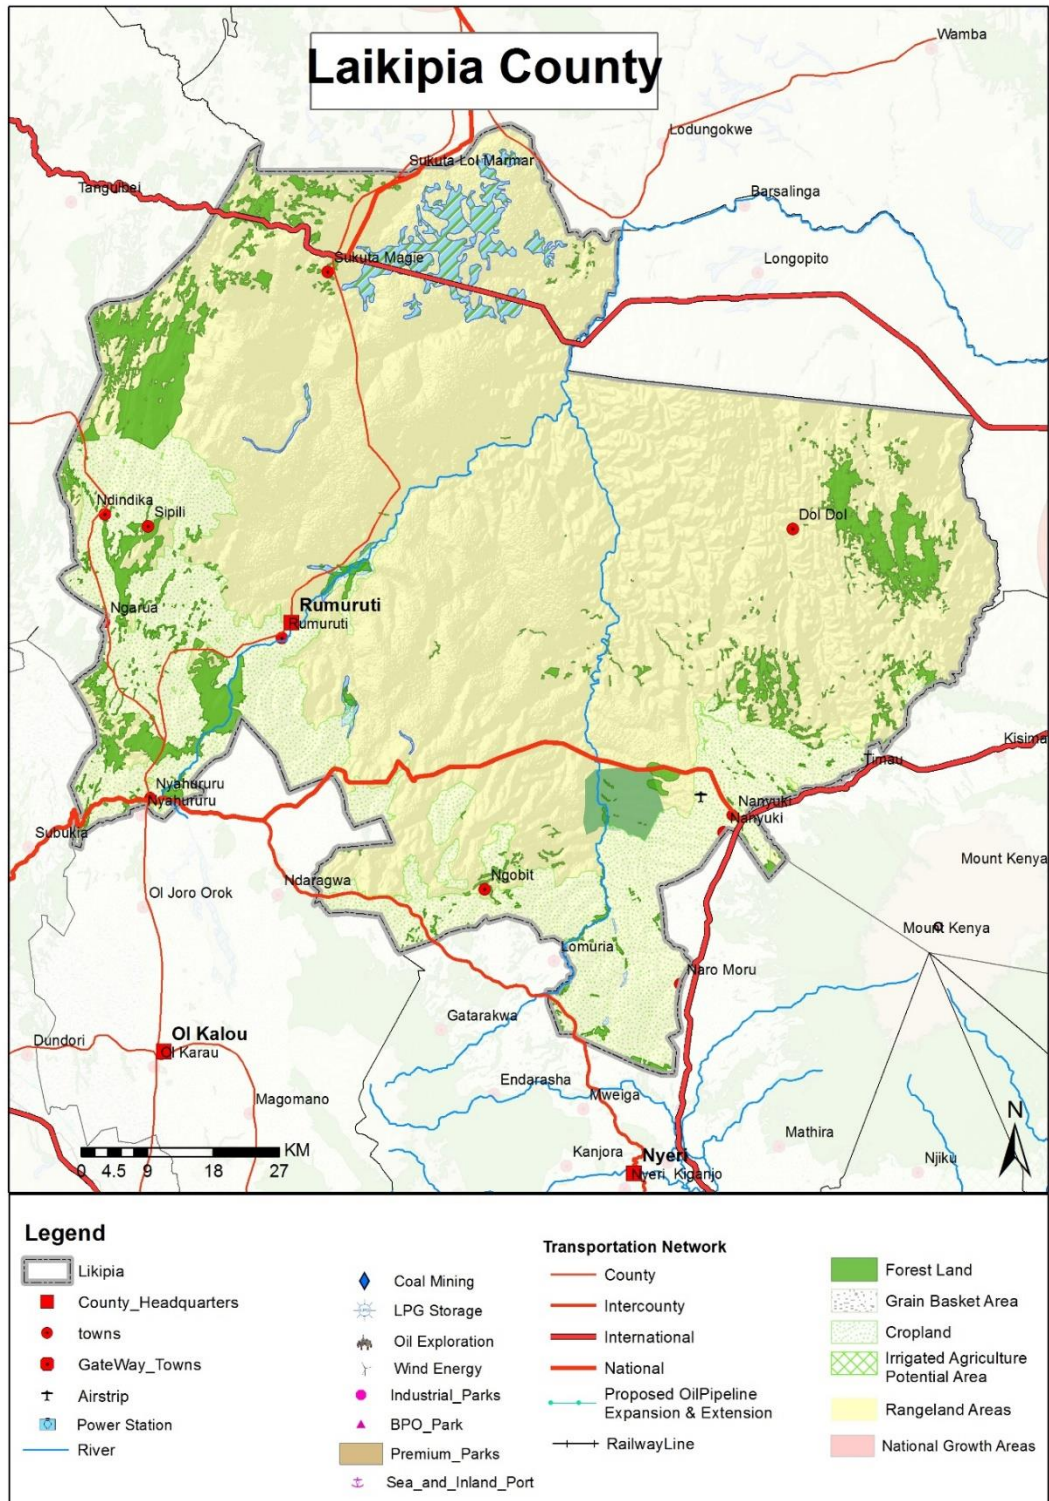 Laikipia County
Wamba
Lodungokwe
Sukuta Lol Marmar
Tangulbei
Barsalinga
Longopito
Sukuta Magie
Ndindika
Sipili
Dol Dol
Ngarua
Rumuruti
Rumuruti
Kisima
Timau
Nyahururu
Nyahururu
Nanyuki
Nanyuki
Subukia
Mount Kenya
Ndaragwa
Ngobit
Ol Joro Orok
Mount Kenya
Lomuria
Naro Moru
Gatarakwa
Ol Kalou
Dundori
Ol Karau
Endarasha
Magomano
Mweiga
Mathira
N
KM
Kanjora
Nyeri
Njiku
0 4.5 9 18 27
Nyeri, Kiganjo
Legend
Likipia
County_Headquarters
towns
GateWay_Towns
Airstrip
Power Station
River
Coal Mining
LPG Storage
Oil Exploration
Wind Energy
Industrial_Parks
BPO_Park
Premium_Parks
Sea_and_Inland_Port
Transportation Network
County
Intercounty
International
National
Proposed OilPipeline
Expansion & Extension
RailwayLine
Forest Land
Grain Basket Area
Cropland
Irrigated Agriculture
Potential Area
Rangeland Areas
National Growth Areas